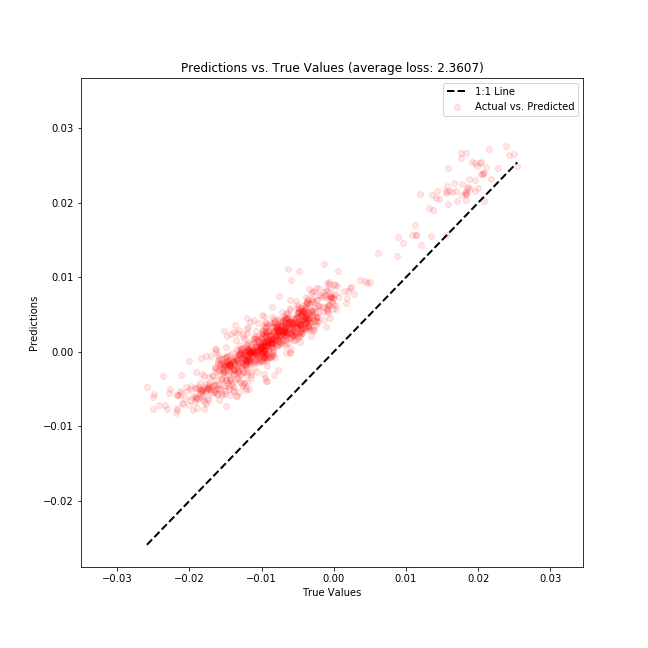 Predictions vs. True Values (average loss: 2.3607)
1:1 Line
Actual vs. Predicted
0.03
0.02
0.01
0.00
−0.01
−0.02
Predictions
−0.03 −0.02 −0.01 0.00 0.01 0.02 0.03
True Values